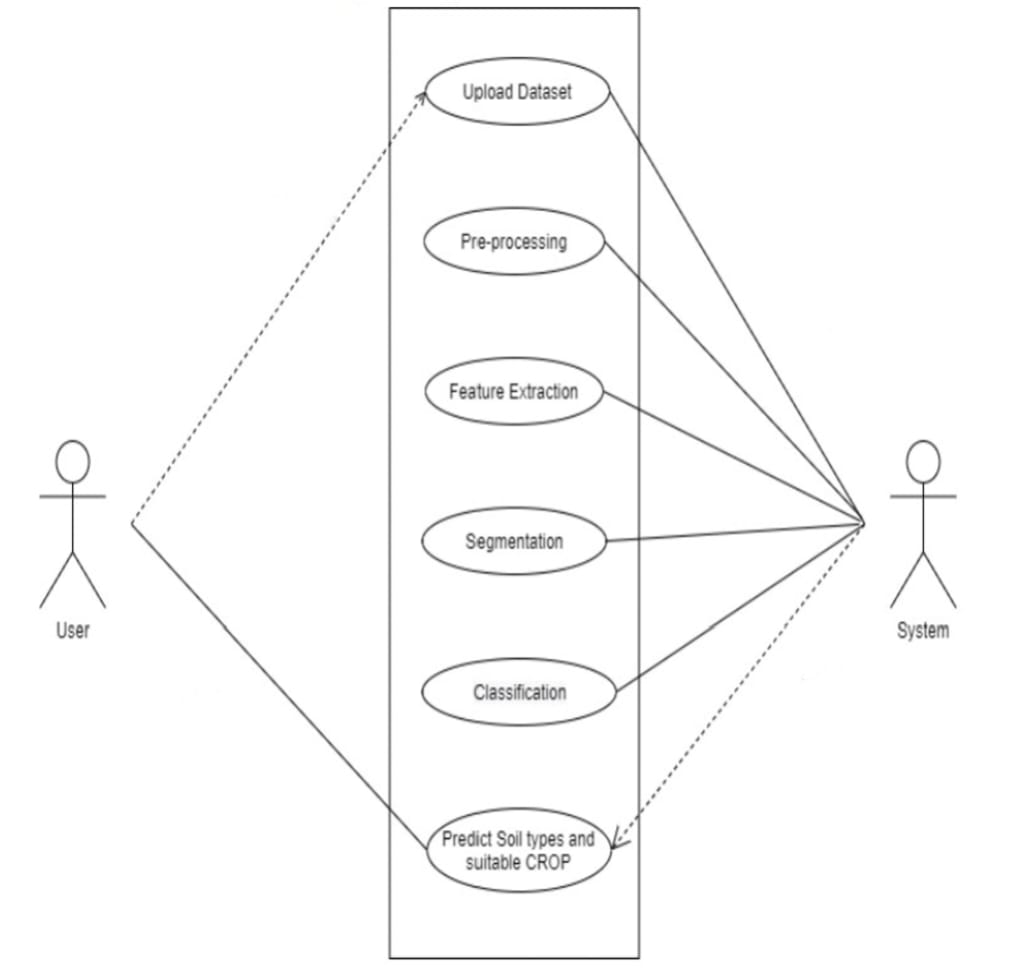 Upload Dataset
Pre-processing
Feature Extraction
Segmentation
Classification
Predict Soil types and
suitable CROP
User
System